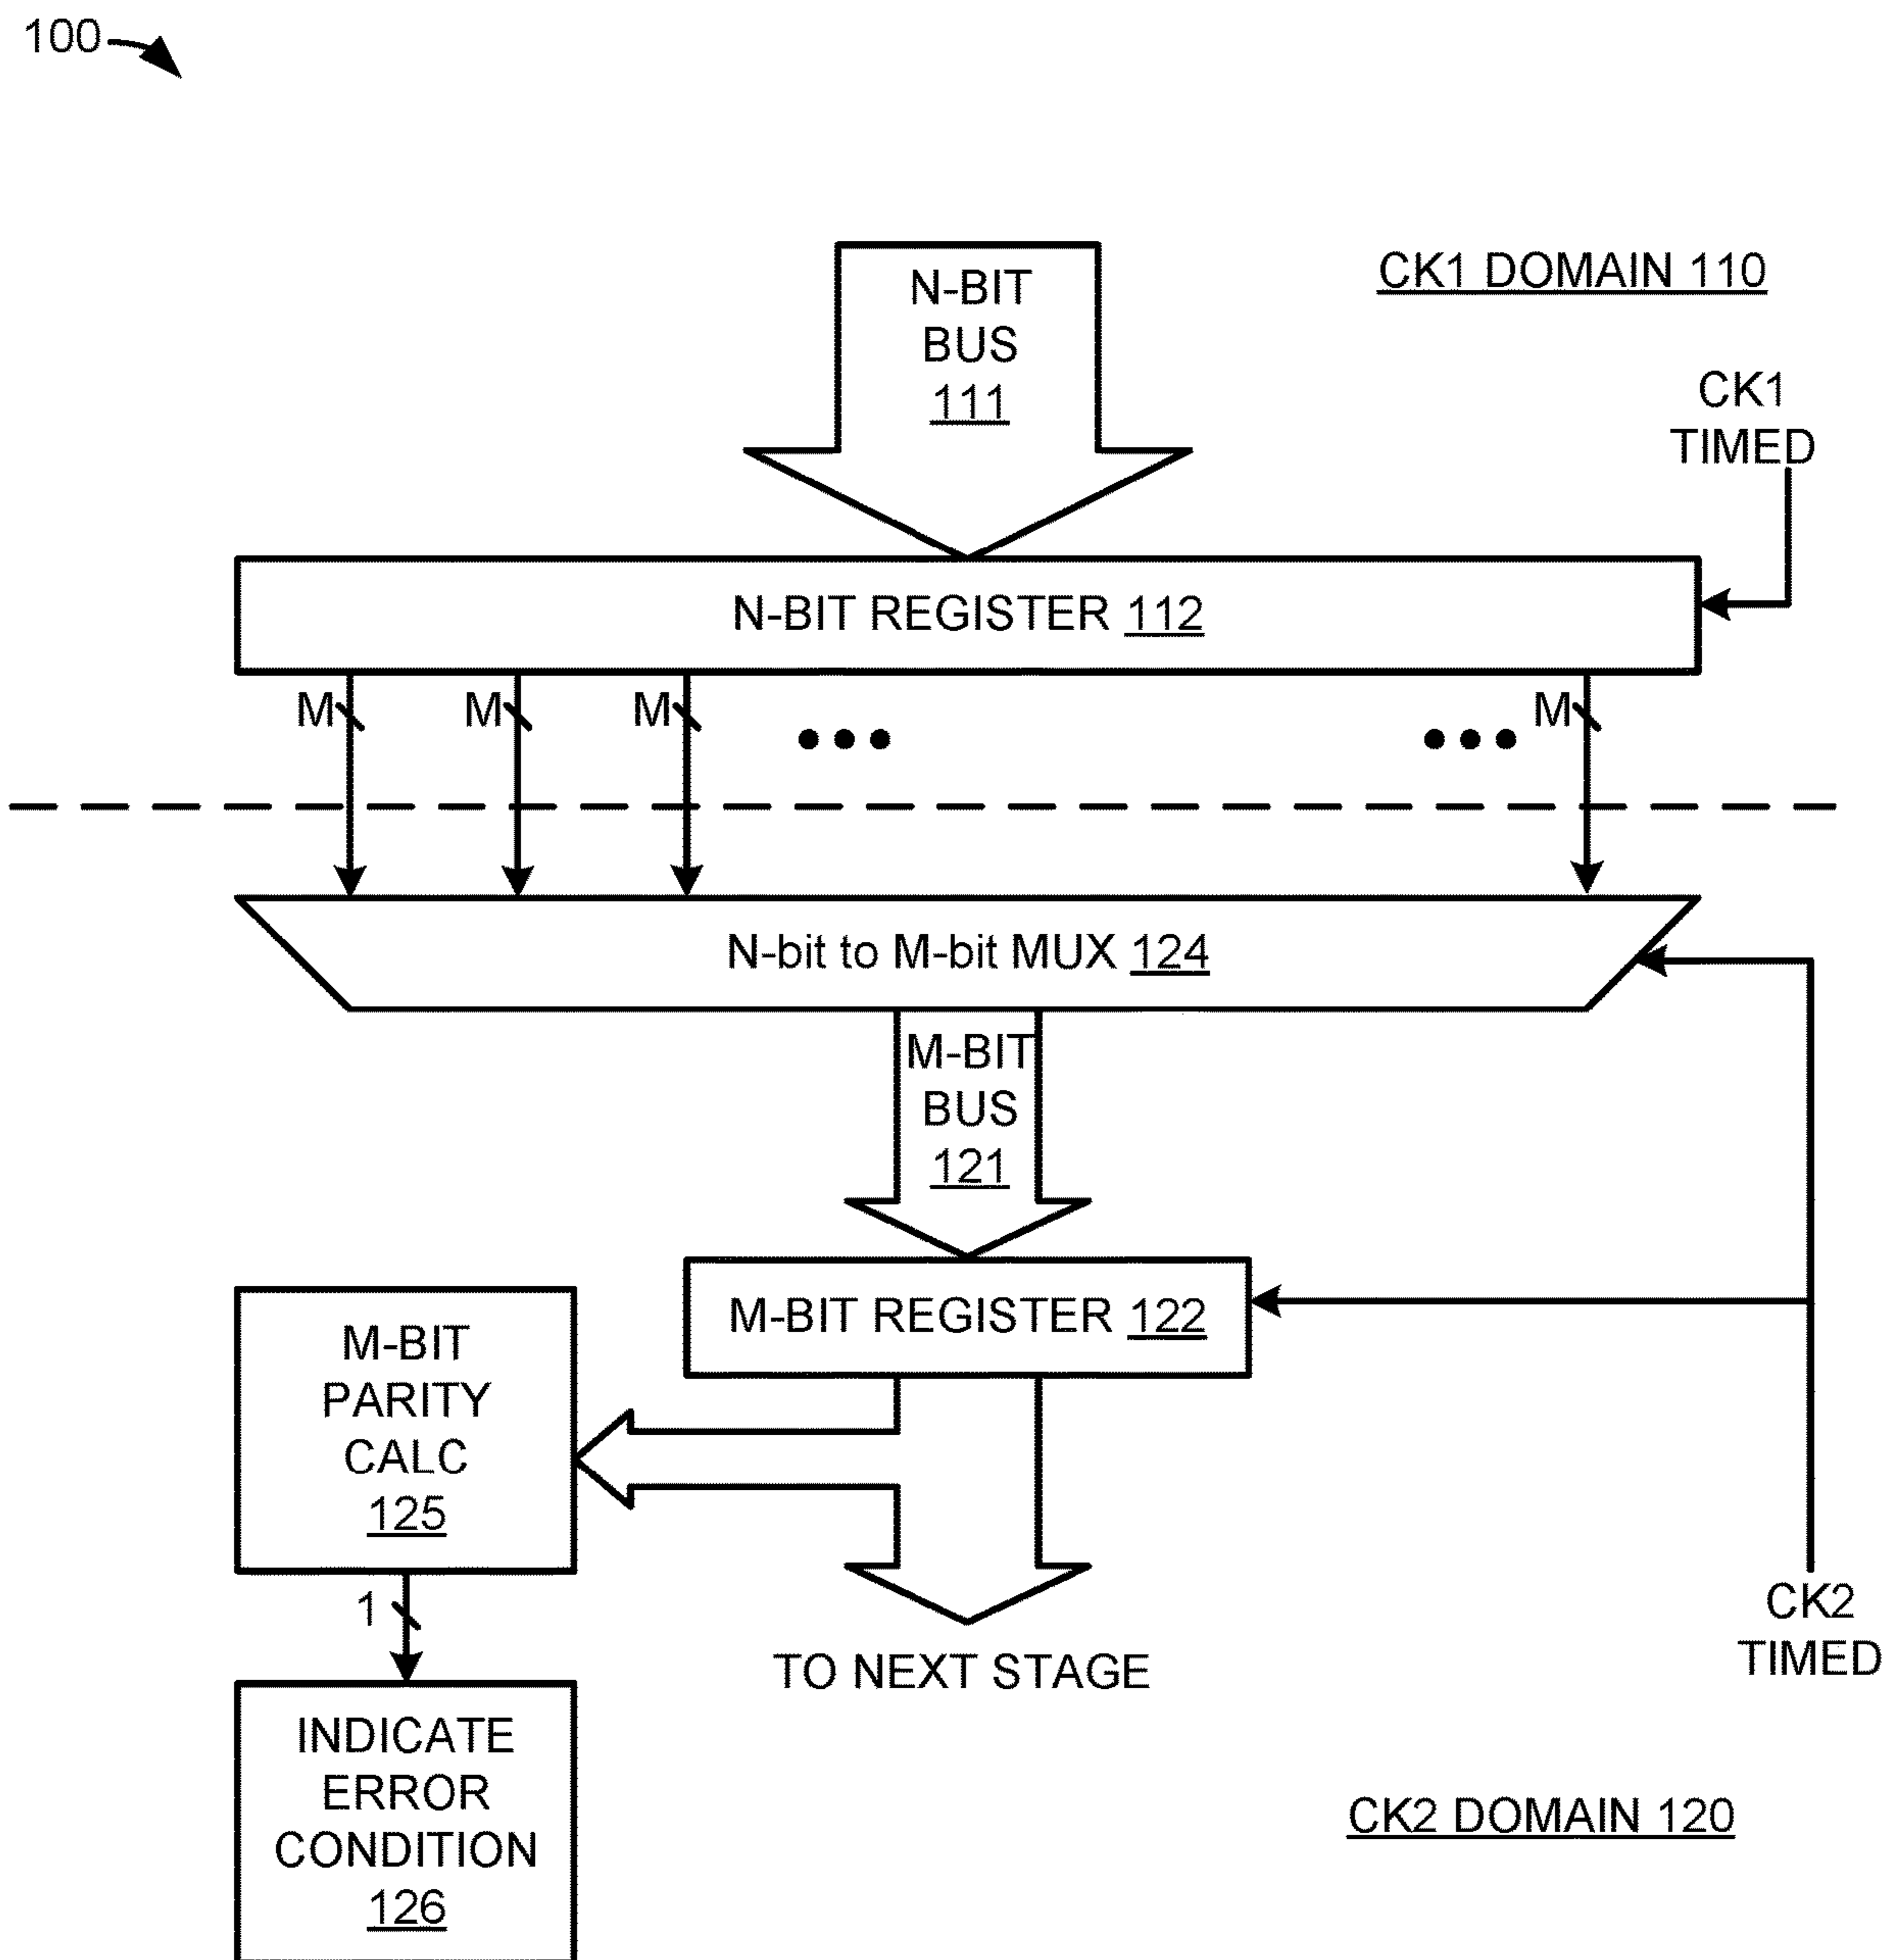 100
N-BIT
BUS
111
CK1 DOMAIN 110
CK1
TIMED
N-BIT REGISTER 112
M
M
M
M
N-bit to M-bit MUX 124
M-BIT
BUS
121
M-BIT REGISTER 122
M-BIT
PARITY
CALC
125
1
CK2
TIMED
TO NEXT STAGE
INDICATE
ERROR
CONDITION
126
CK2 DOMAIN 120